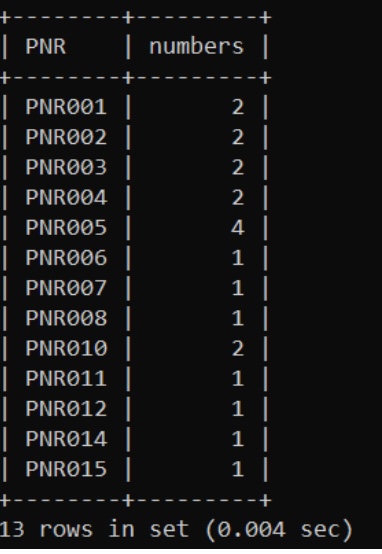 +--------+---------+
| PNR    | numbers |
+--------+---------+
| PNR001 |       2 |
| PNR002 |       2 |
| PNR003 |       2 |
| PNR004 |       2 |
| PNR005 |       4 |
| PNR006 |       1 |
| PNR007 |       1 |
| PNR008 |       1 |
| PNR010 |       2 |
| PNR011 |       1 |
| PNR012 |       1 |
| PNR014 |       1 |
| PNR015 |       1 |
+--------+---------+
13 rows in set (0.004 sec)